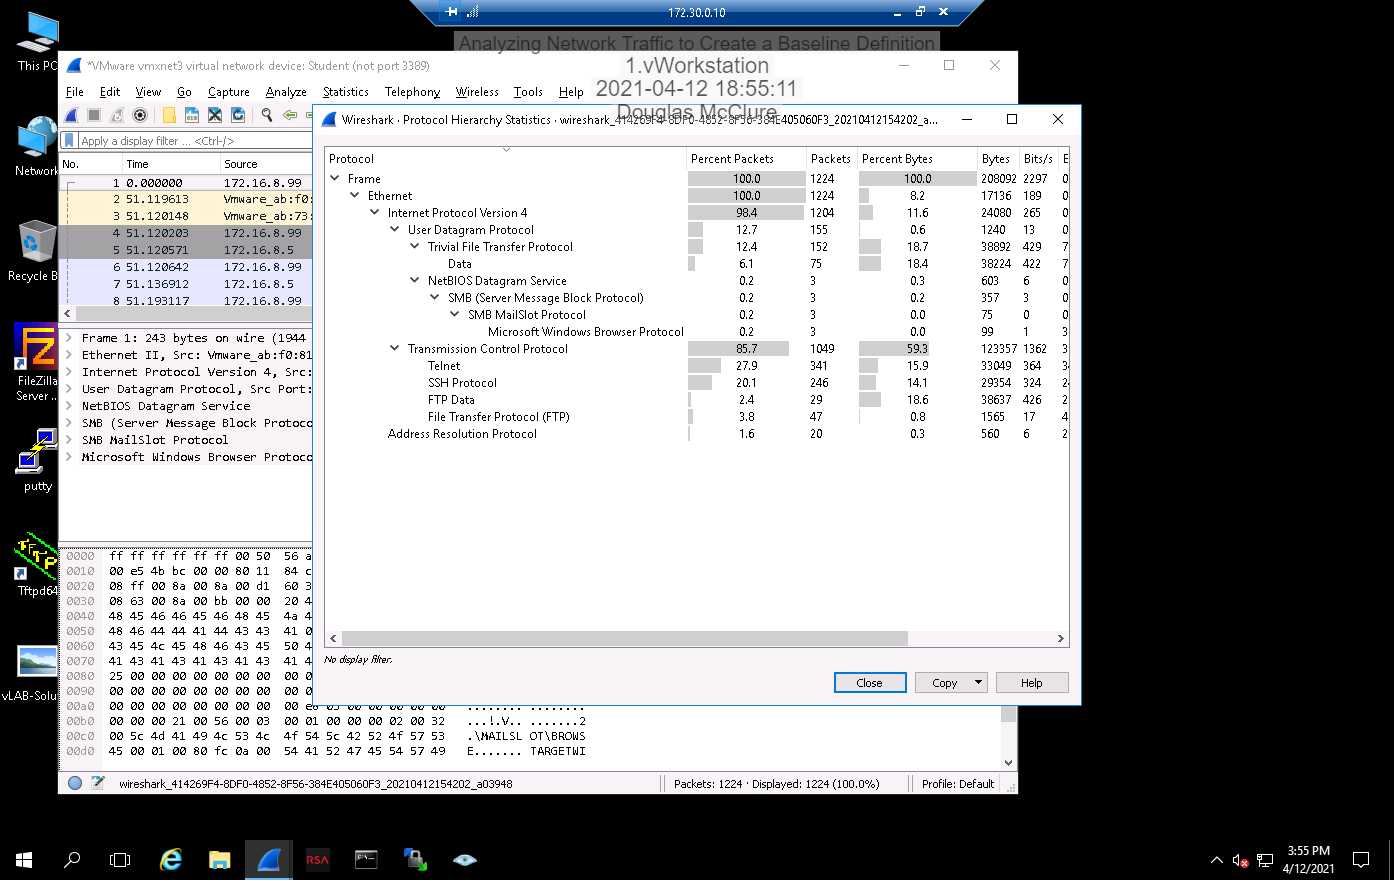 172.30.0.10
Analyzing Network Traffic to Create a Baseline Definition
1.vWorkstation
2021-04-12 18:55:11
Douglas McClure
This PC
Network
Recycle B
FileZilla
Server ...
putty
Tftpd64
vLAB-Solu
*VMware vmxnet3 virtual network device: Student (not port 3389)
File Edit View Go Capture Analyze Statistics Telephony Wireless Tools Help
Apply a display filter ... <Ctrl-/>
No. Time Source
1 0.000000 172.16.8.99
2 51.119613 Vmware_ab:f0:
3 51.120148 Vmware_ab:73:
4 51.120203 172.16.8.99
5 51.120571 172.16.8.5
6 51.120642 172.16.8.99
7 51.136912 172.16.8.5
8 51.193117 172.16.8.99
Frame 1: 243 bytes on wire (1944
Ethernet II, Src: Vmware_ab:f0:81
Internet Protocol Version 4, Src:
User Datagram Protocol, Src Port:
NetBIOS Datagram Service
SMB (Server Message Block Protoco
SMB MailSlot Protocol
Microsoft Windows Browser Protoco
0000 ff ff ff ff ff ff 00 50 56 a
0010 00 e5 4b bc 00 00 80 11 84 c
0020 08 ff 00 8a 00 8a 00 d1 60 3
0030 08 63 00 8a 00 bb 00 00 20 4
0040 48 45 46 46 45 46 48 45 4a 4
0050 48 46 44 44 41 44 43 43 41 0
0060 43 45 4c 45 48 46 43 45 50 4
0070 41 43 41 43 41 43 41 43 41 4
0080 25 00 00 00 00 00 00 00 00 0
0090 00 00 00 00 00 00 00 00 00 0
00a0 00 00 00 00 00 00 00 00 00 e8 03 00 00 00 00 00 ........ ........
00b0 00 00 00 21 00 56 00 03 00 01 00 00 00 02 00 32 ...!.V.. .......2
00c0 00 5c 4d 41 49 4c 53 4c 4f 54 5c 42 52 4f 57 53 .\MAILSL OT\BROWS
00d0 45 00 01 00 80 fc 0a 00 54 41 52 47 45 54 57 49 E....... TARGETWI
wireshark_414269F4-8DF0-4852-8F56-384E405060F3_20210412154202_a03948
Packets: 1224 · Displayed: 1224 (100.0%)
Profile: Default
Wireshark · Protocol Hierarchy Statistics · wireshark_414269F4-8DF0-4852-8F56-384E405060F3_20210412154202_a...
Protocol Percent Packets Packets Percent Bytes Bytes Bits/s E
Frame 100.0 1224 100.0 208092 2297 0
Ethernet 100.0 1224 8.2 17136 189 0
Internet Protocol Version 4 98.4 1204 11.6 24080 265 0
User Datagram Protocol 12.7 155 0.6 1240 13 0
Trivial File Transfer Protocol 12.4 152 18.7 38892 429 7
Data 6.1 75 18.4 38224 422 7
NetBIOS Datagram Service 0.2 3 0.3 603 6 0
SMB (Server Message Block Protocol) 0.2 3 0.2 357 3 0
SMB MailSlot Protocol 0.2 3 0.0 75 0 0
Microsoft Windows Browser Protocol 0.2 3 0.0 99 1 3
Transmission Control Protocol 85.7 1049 59.3 123357 1362 3
Telnet 27.9 341 15.9 33049 364 34
SSH Protocol 20.1 246 14.1 29354 324 24
FTP Data 2.4 29 18.6 38637 426 2
File Transfer Protocol (FTP) 3.8 47 0.8 1565 17 4
Address Resolution Protocol 1.6 20 0.3 560 6 2
No display filter.
Close Copy Help
RSA
3:55 PM
4/12/2021